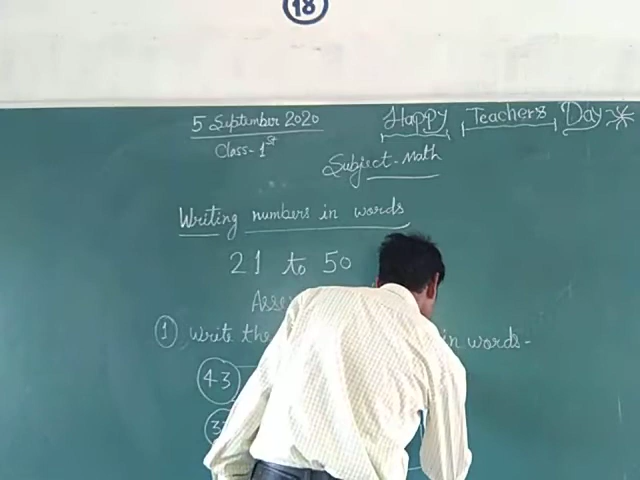 18
5 September 2020
Happy Teachers Day
Class-1st
Subject-Math
Writing numbers in words
21 to 50
① Write the in words-
43